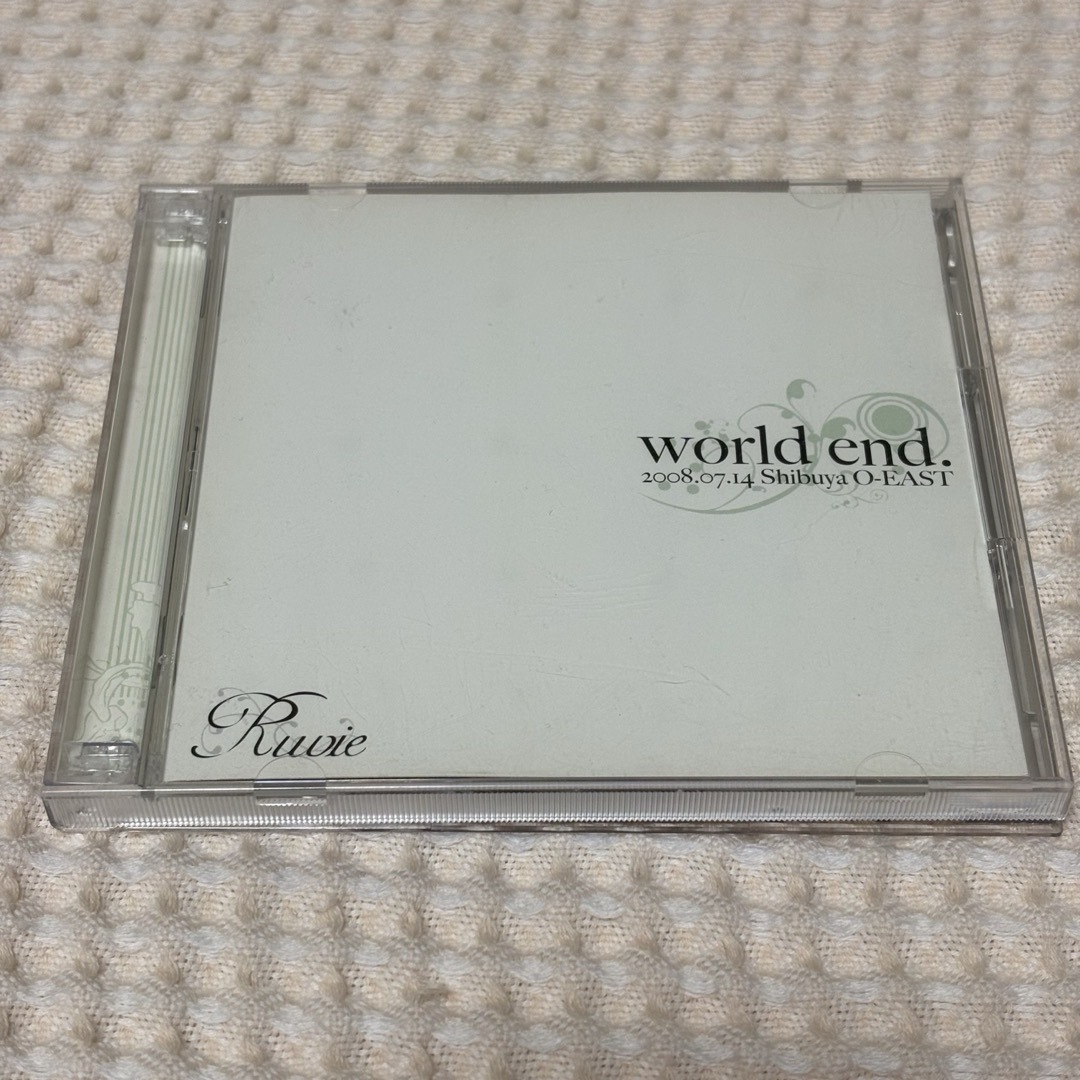 world end.
2008.07.14 Shibuya O-EAST
Ruvie